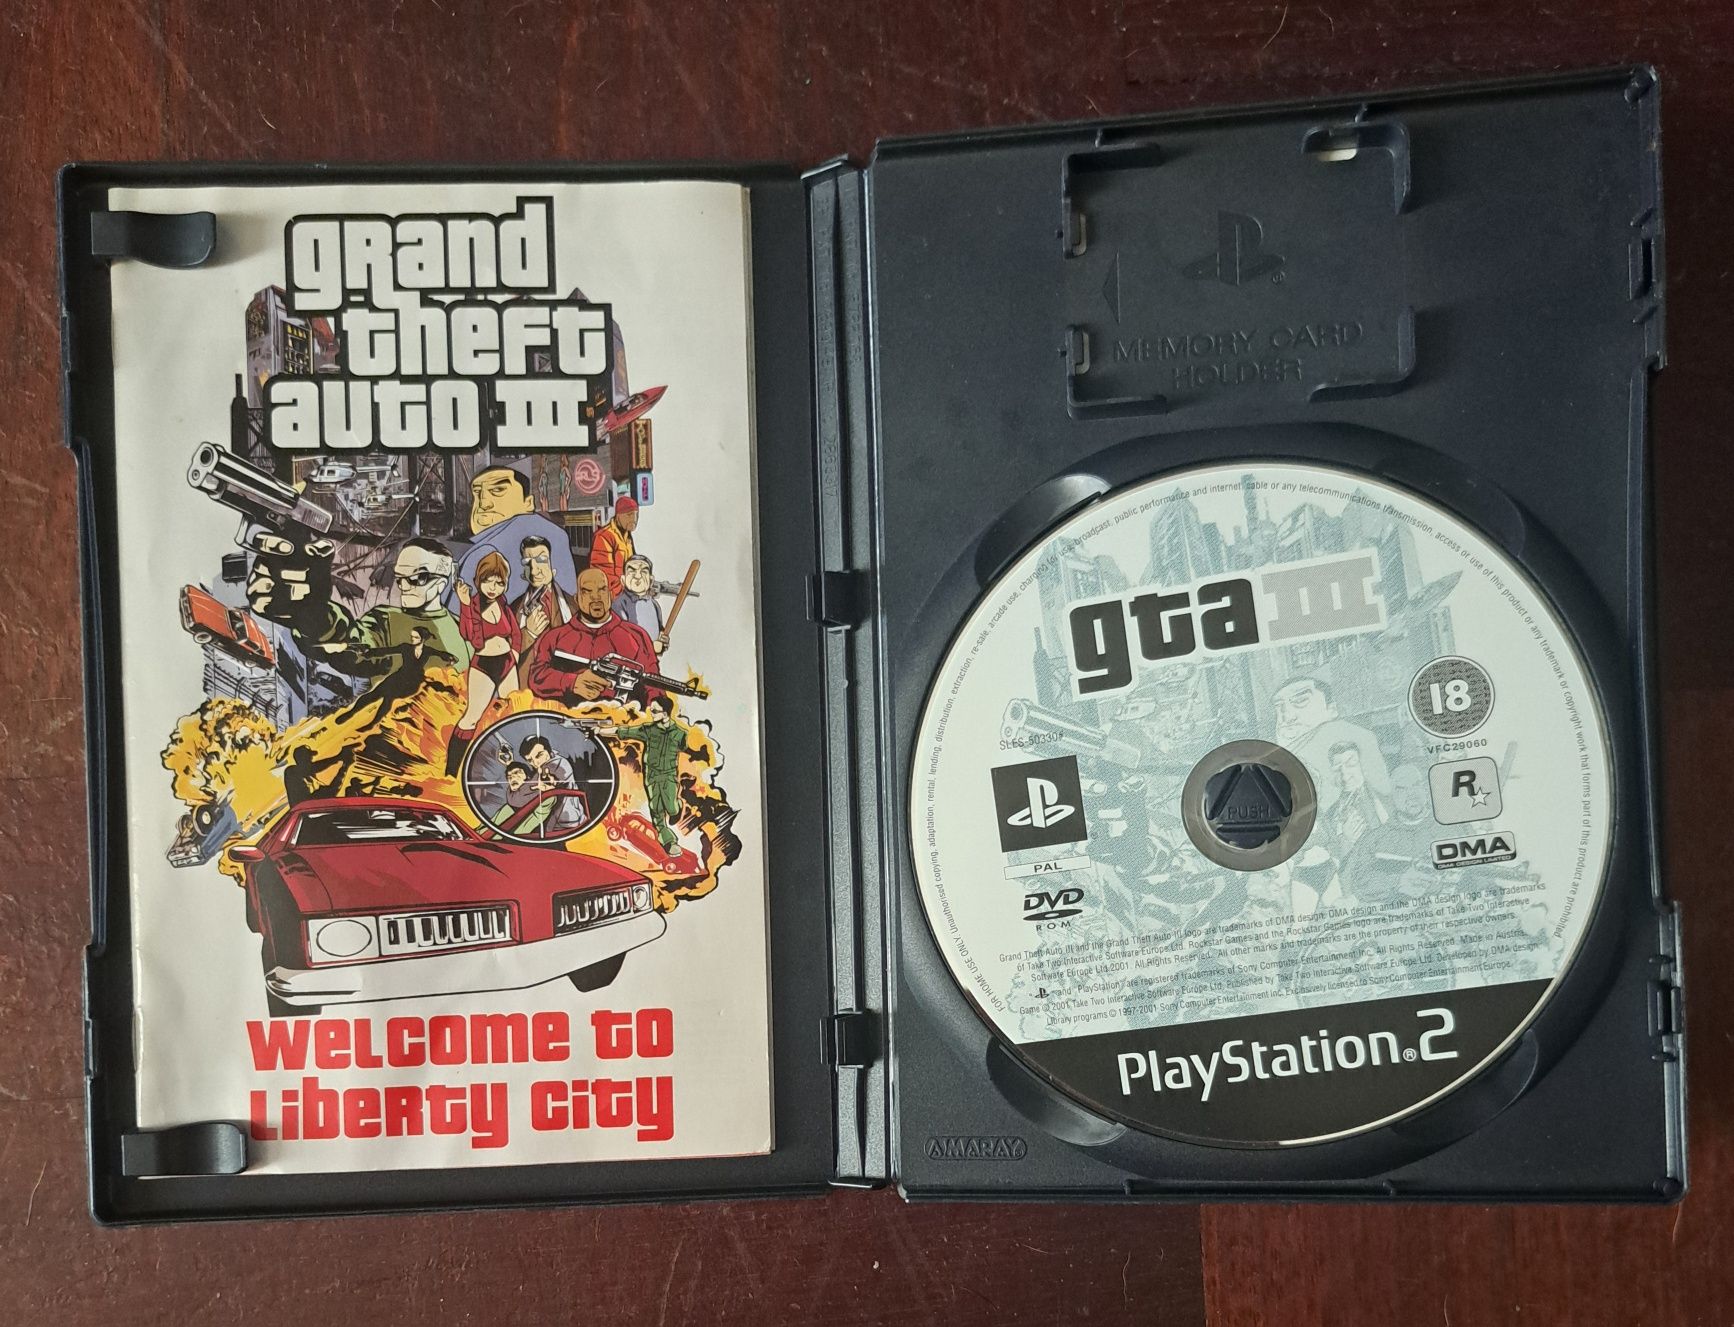 grand
theft
auto III
GIRLS
Welcome to
Liberty City
MEMORY CARD
HOLDER
gta III
FOR HOME USE ONLY. Unauthorised copying, adaptation, rental, lending, distribution, extraction, re-sale, arcade use, charging for use, broadcast, public performance and internet, cable or any telecommunications transmission, access or use of this product or any trademark or copyright work that forms part of this product are prohibited
SLES-50330#
18
VFC29060
R
PAL
DMA
DMA DESIGN LIMITED
DVD
ROM
PUSH
Grand Theft Auto III and the Grand Theft Auto III logo are trademarks of DMA design. DMA design and the DMA design logo are trademarks
of Take Two Interactive Software Europe Ltd. Rockstar Games and the Rockstar Games logo are trademarks of Take Two Interactive
Software Europe Ltd 2001. All Rights Reserved. All other marks and trademarks are the property of their respective owners.
and "PlayStation" are registered trademarks of Sony Computer Entertainment Inc. All Rights Reserved. Made in Austria.
Game © 2001 Take Two Interactive Software Europe Ltd. Published by Take Two Interactive Software Europe Ltd. Developed by DMA design.
Library programs © 1997-2001 Sony Computer Entertainment Inc. Exclusively licensed to Sony Computer Entertainment Europe.
PlayStation®2
AMARAY®